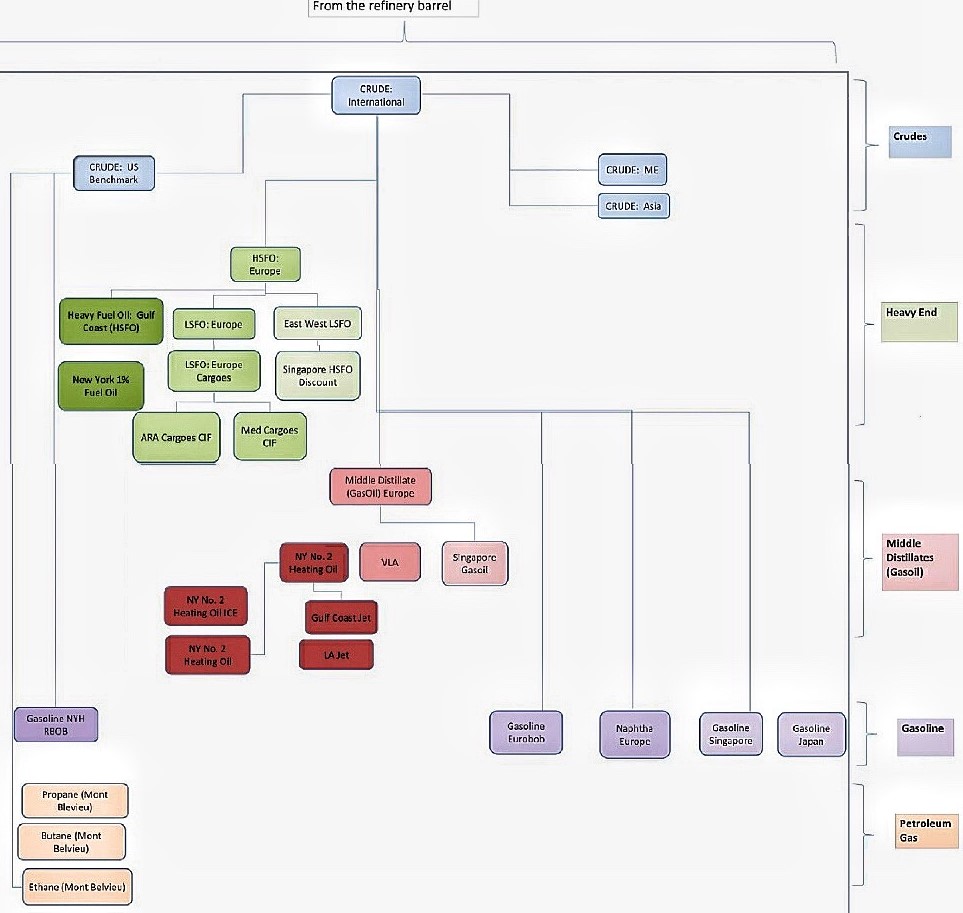 From the refinery barrel
CRUDE:
International
Crudes
CRUDE: US
Benchmark
CRUDE: ME
CRUDE: Asia
HSFO:
Europe
Heavy End
Heavy Fuel Oil: Gulf
Coast (HSFO)
LSFO: Europe
East West LSFO
New York 1%
Fuel Oil
LSFO: Europe
Cargoes
Singapore HSFO
Discount
ARA Cargoes CIF
Med Cargoes
CIF
Middle Distillate
(GasOil) Europe
Middle
Distillates
(Gasoil)
NY No. 2
Heating Oil
VLA
Singapore
Gasoil
NY No. 2
Heating Oil ICE
Gulf Coast Jet
NY No. 2
Heating Oil
LA Jet
Gasoline NYH
RBOB
Gasoline
Eurobob
Naphtha
Europe
Gasoline
Singapore
Gasoline
Japan
Gasoline
Propane (Mont
Blevieu)
Butane (Mont
Belvieu)
Petroleum
Gas
Ethane (Mont Belvieu)